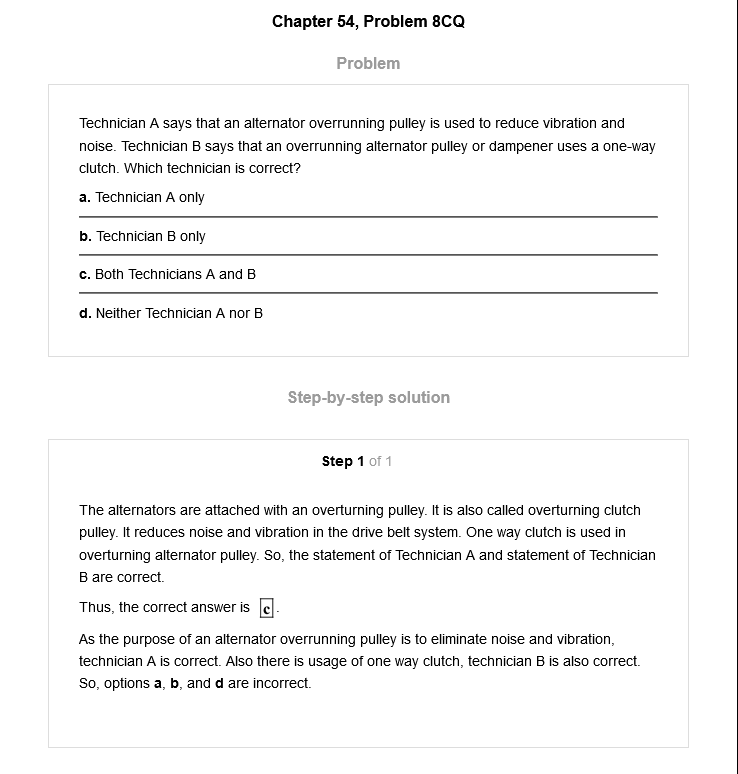 Chapter 54, Problem 8CQ
Problem
Technician A says that an alternator overrunning pulley is used to reduce vibration and
noise. Technician B says that an overrunning alternator pulley or dampener uses a one-way
clutch. Which technician is correct?
a. Technician A only
b. Technician B only
c. Both Technicians A and B
d. Neither Technician A nor B
Step-by-step solution
Step 1 of 1
The alternators are attached with an overturning pulley. It is also called overturning clutch
pulley. It reduces noise and vibration in the drive belt system. One way clutch is used in
overturning alternator pulley. So, the statement of Technician A and statement of Technician
B are correct.
Thus, the correct answer is c.
As the purpose of an alternator overrunning pulley is to eliminate noise and vibration,
technician A is correct. Also there is usage of one way clutch, technician B is also correct.
So, options a, b, and d are incorrect.